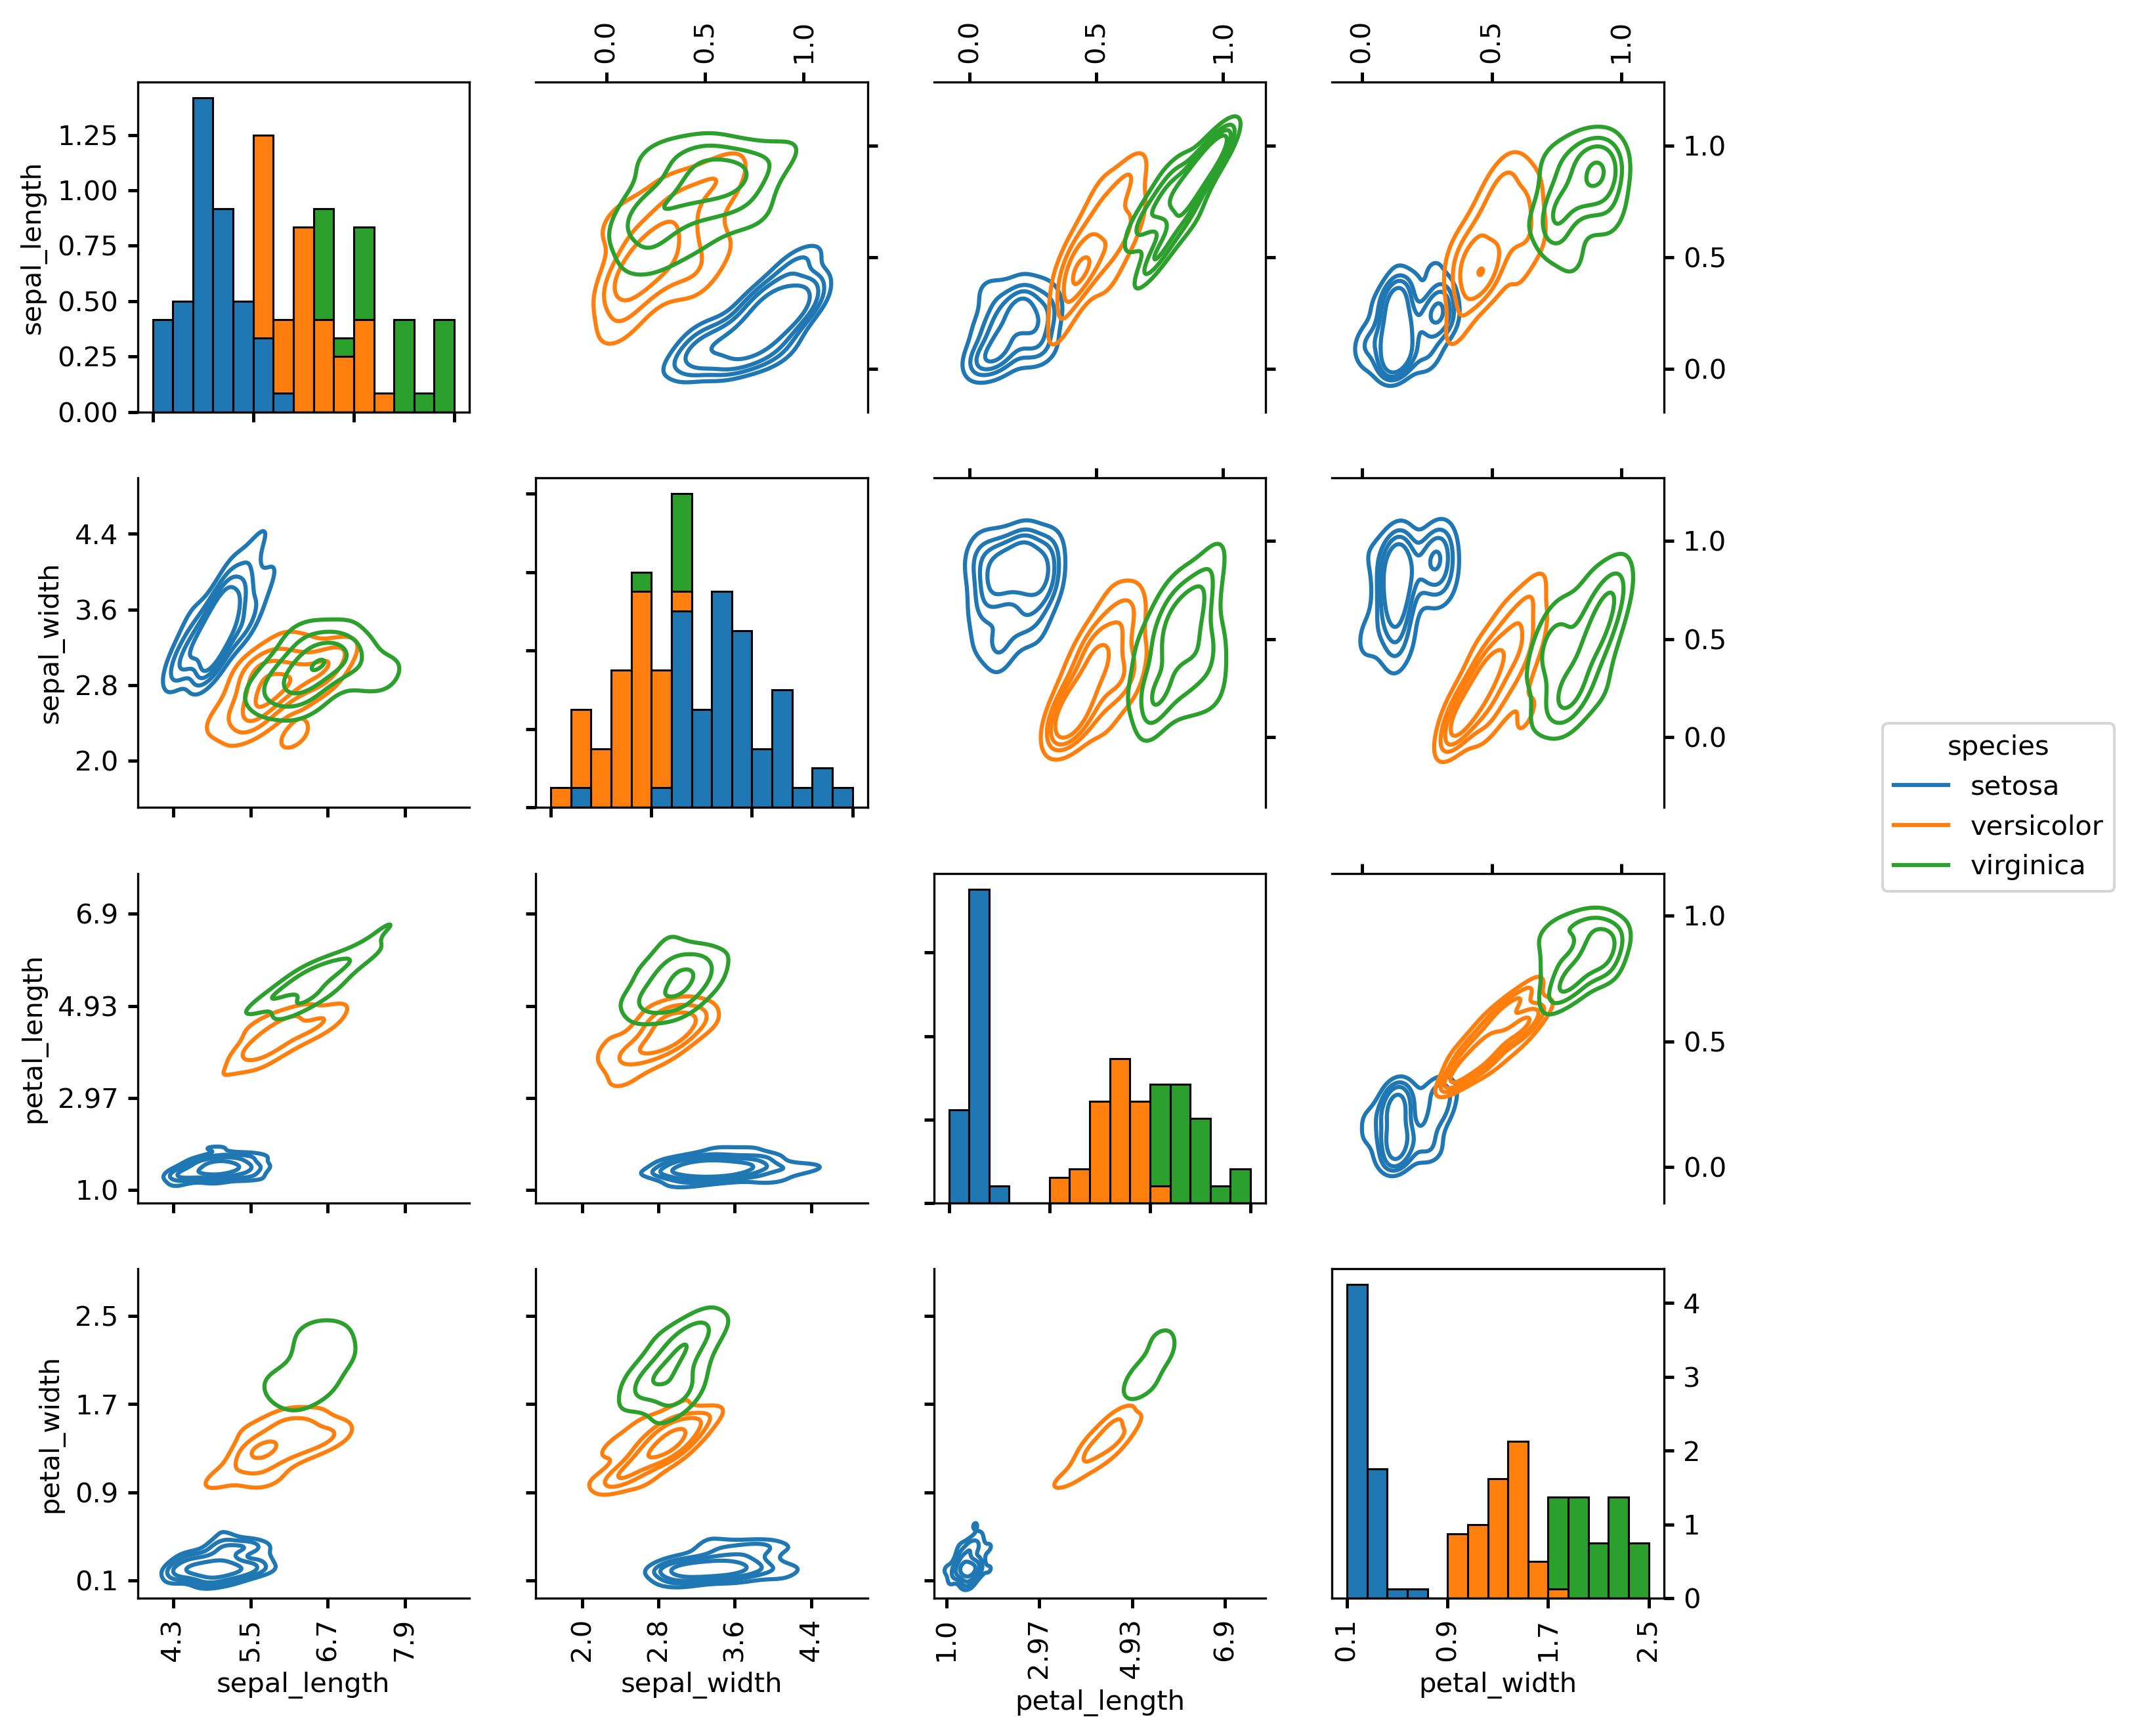 0.0 0.5 1.0 0.0 0.5 1.0 0.0 0.5 1.0
sepal_length
1.25
1.00
0.75
0.50
0.25
0.00
1.0
0.5
0.0
sepal_width
4.4
3.6
2.8
2.0
1.0
0.5
0.0
species
setosa
versicolor
virginica
petal_length
6.9
4.93
2.97
1.0
1.0
0.5
0.0
petal_width
2.5
1.7
0.9
0.1
4
3
2
1
0
4.3 5.5 6.7 7.9 2.0 2.8 3.6 4.4 1.0 2.97 4.93 6.9 0.1 0.9 1.7 2.5
sepal_length sepal_width petal_length petal_width